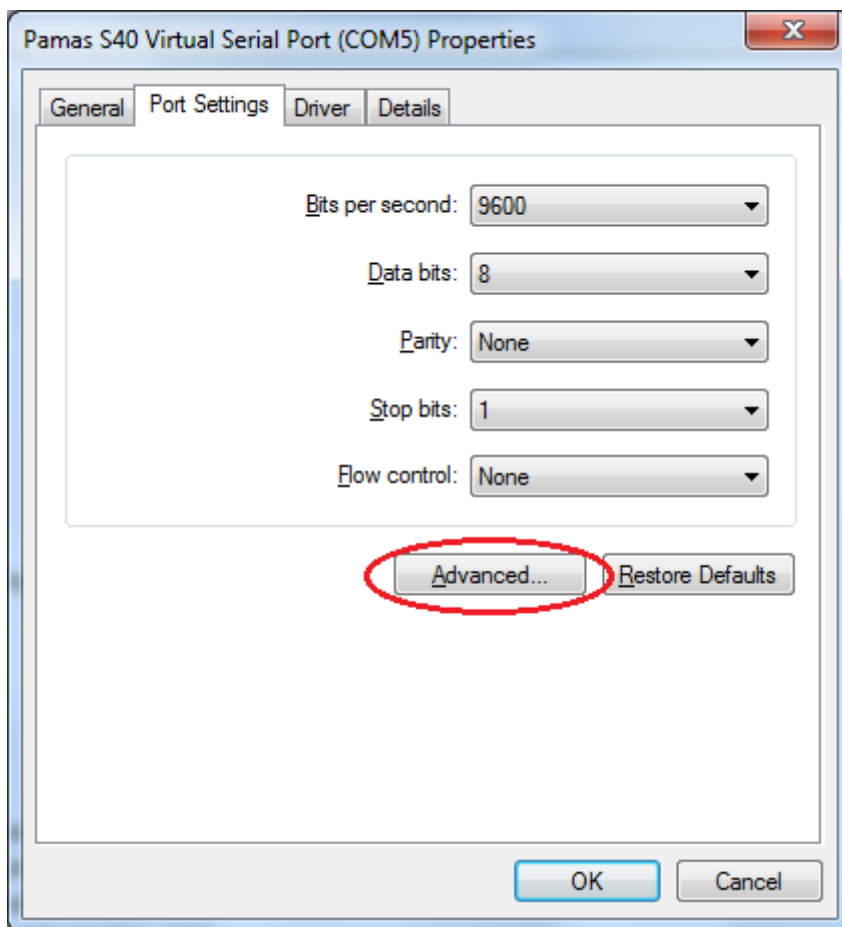 Pamas S40 Virtual Serial Port (COM5) Properties
General Port Settings Driver Details
Bits per second: 9600
Data bits: 8
Parity: None
Stop bits: 1
Flow control: None
Advanced... Restore Defaults
OK Cancel